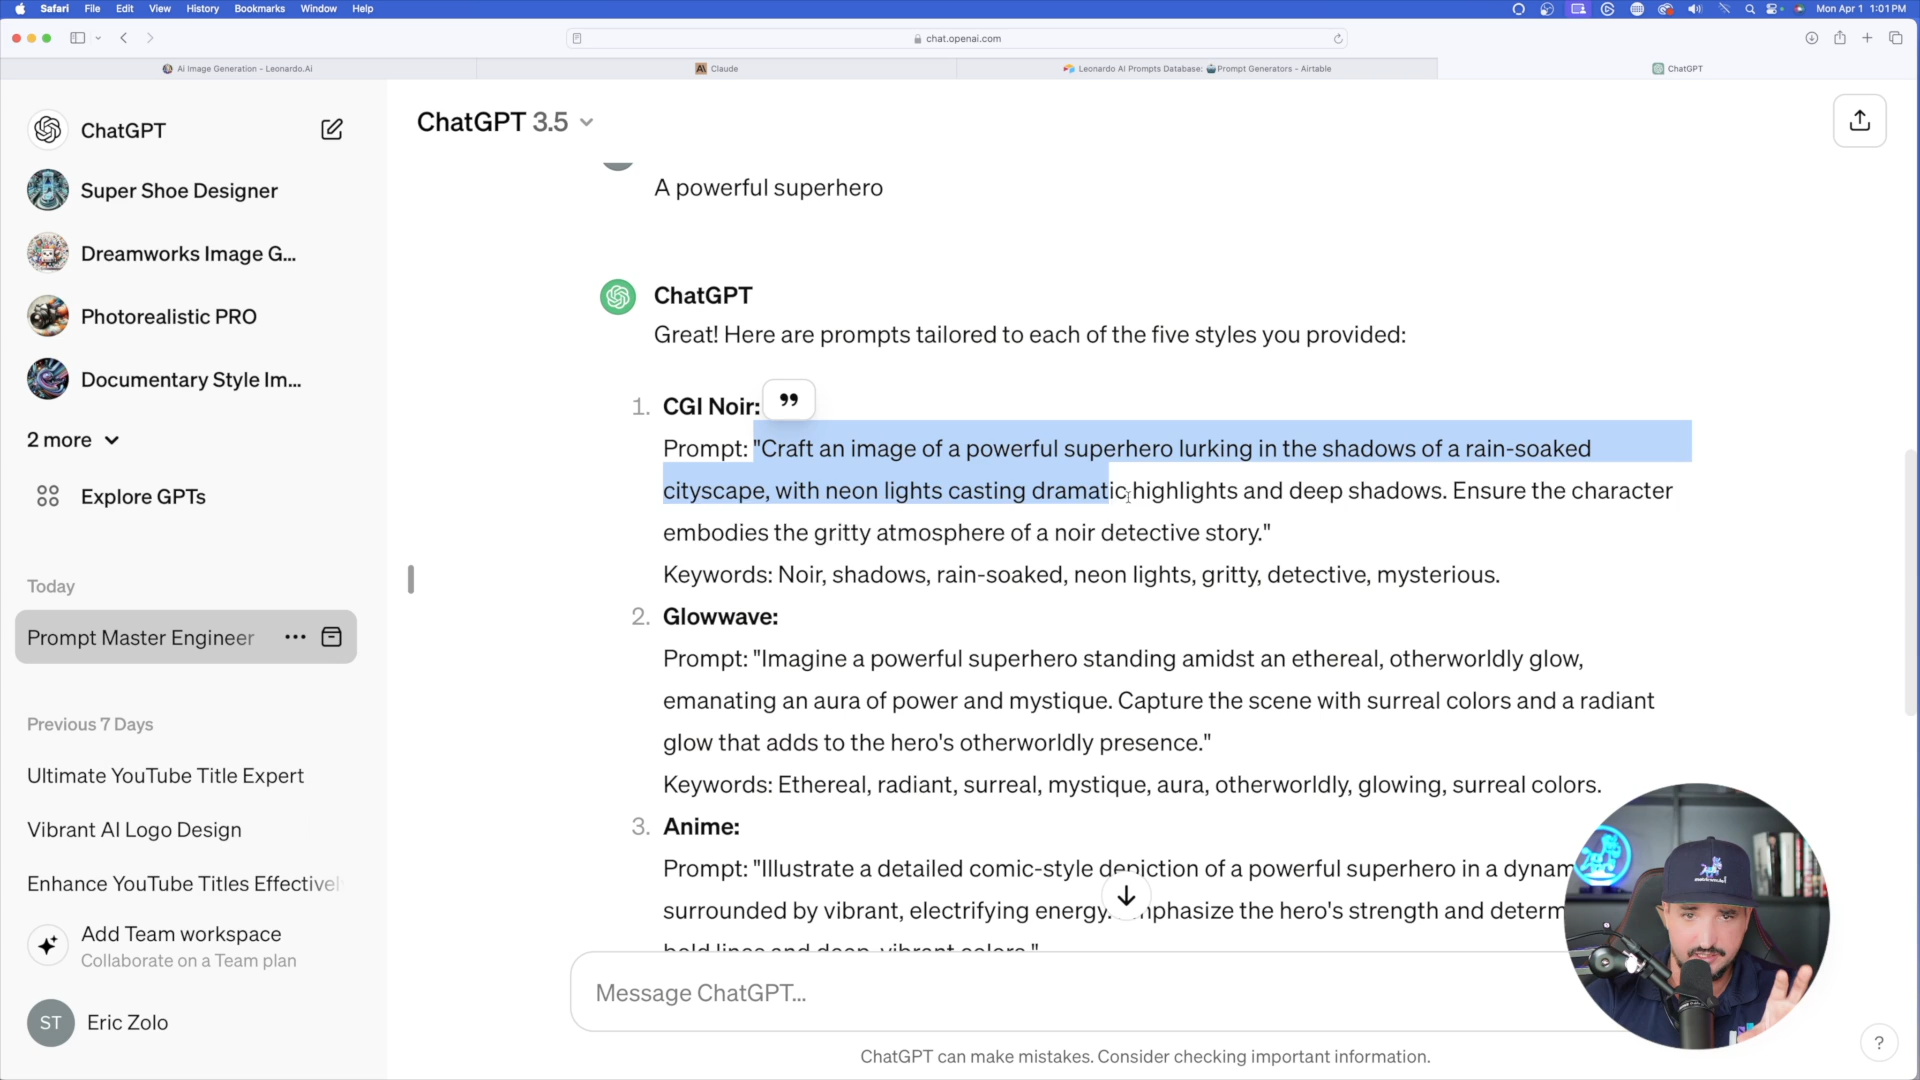 Safari File Edit View History Bookmarks Window Help
Mon Apr 1 1:01 PM
chat.openai.com
Ai Image Generation - Leonardo.Ai
Claude
Leonardo AI Prompts Database: Prompt Generators - Airtable
ChatGPT
ChatGPT
Super Shoe Designer
Dreamworks Image G...
Photorealistic PRO
Documentary Style Im...
2 more
Explore GPTs
Today
Prompt Master Engineer
Previous 7 Days
Ultimate YouTube Title Expert
Vibrant AI Logo Design
Enhance YouTube Titles Effectivel
Add Team workspace
Collaborate on a Team plan
ST
Eric Zolo
ChatGPT 3.5
A powerful superhero
ChatGPT
Great! Here are prompts tailored to each of the five styles you provided:
1. CGI Noir:
Prompt: "Craft an image of a powerful superhero lurking in the shadows of a rain-soaked
cityscape, with neon lights casting dramatic highlights and deep shadows. Ensure the character
embodies the gritty atmosphere of a noir detective story."
Keywords: Noir, shadows, rain-soaked, neon lights, gritty, detective, mysterious.
2. Glowwave:
Prompt: "Imagine a powerful superhero standing amidst an ethereal, otherworldly glow,
emanating an aura of power and mystique. Capture the scene with surreal colors and a radiant
glow that adds to the hero's otherworldly presence."
Keywords: Ethereal, radiant, surreal, mystique, aura, otherworldly, glowing, surreal colors.
3. Anime:
Prompt: "Illustrate a detailed comic-style depiction of a powerful superhero in a dynam
surrounded by vibrant, electrifying energy. mphasize the hero's strength and determ
bold lines and deep, vibrant colors."
Message ChatGPT...
ChatGPT can make mistakes. Consider checking important information.
?